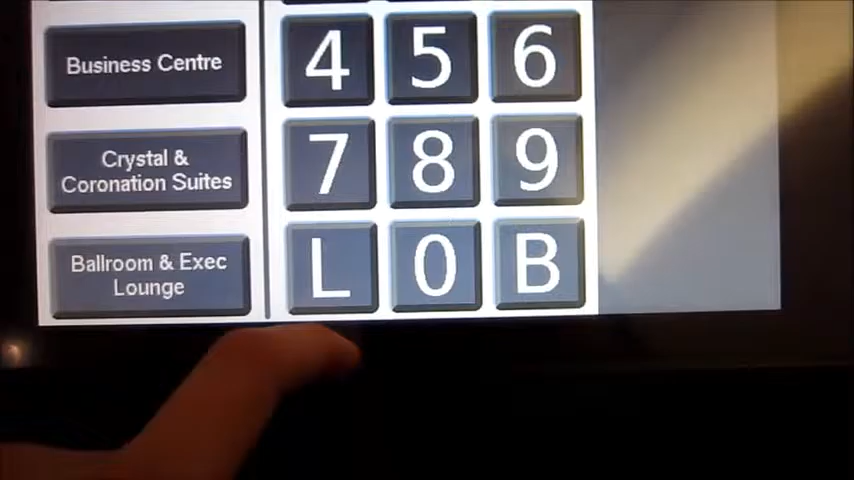 Business Centre
4 5 6
Crystal &
Coronation Suites
7 8 9
Ballroom & Exec
Lounge
L 0 B